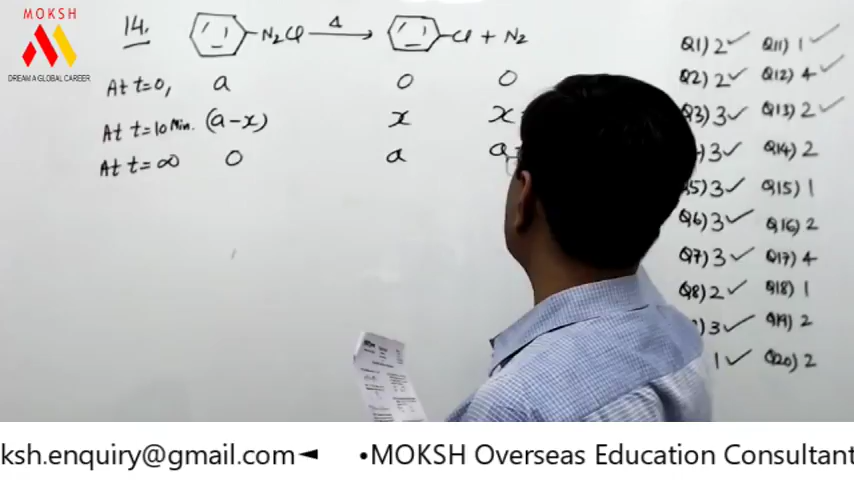 MOKSH
DREAM A GLOBAL CAREER
14.
N2Cl Δ Cl + N2
At t=0, a 0 0
At t=10 Min. (a-x) x x
At t=∞ 0 a a
Q1) 2 ✓ Q11) 1 ✓
Q2) 2 ✓ Q12) 4 ✓
Q3) 3 ✓ Q13) 2 ✓
) 3 ✓ Q14) 2
5) 3 ✓ Q15) 1
Q6) 3 ✓ Q16) 2
Q7) 3 ✓ Q17) 4
Q8) 2 ✓ Q18) 1
) 3 ✓ Q19) 2
1 ✓ Q20) 2
ksh.enquiry@gmail.com◄ •MOKSH Overseas Education Consultant